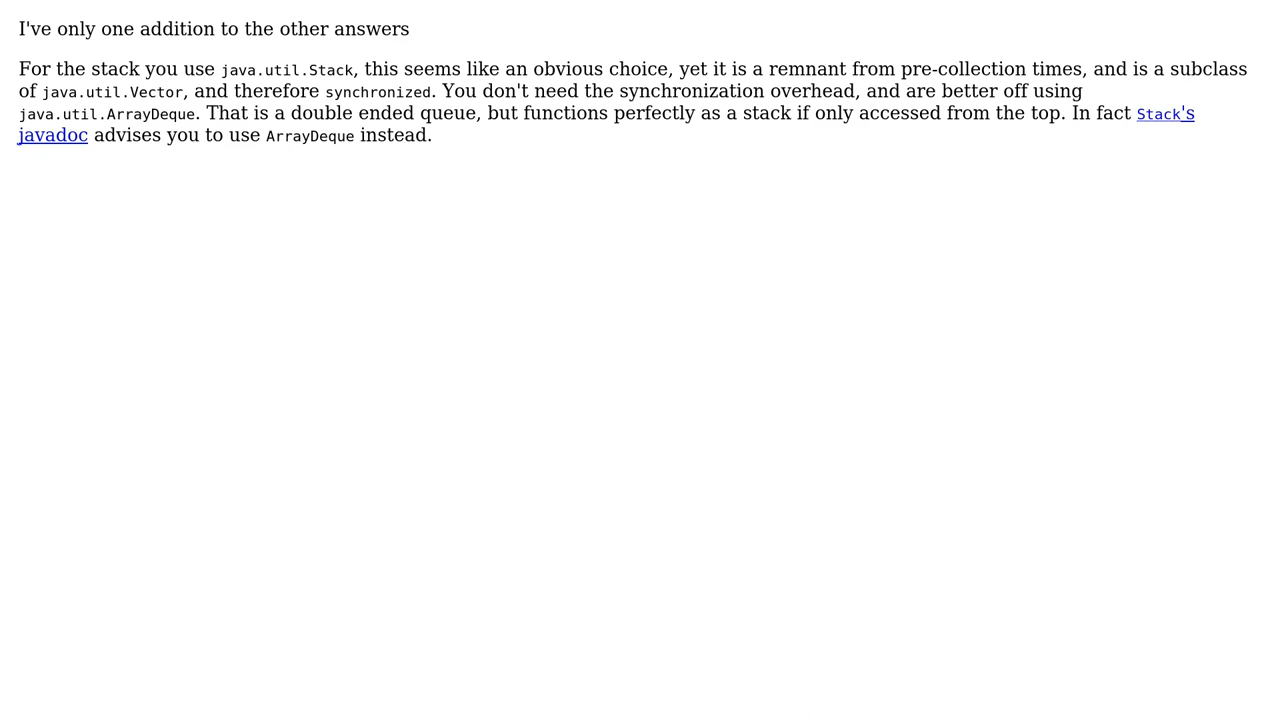 I've only one addition to the other answers
For the stack you use java.util.Stack, this seems like an obvious choice, yet it is a remnant from pre-collection times, and is a subclass
of java.util.Vector, and therefore synchronized. You don't need the synchronization overhead, and are better off using
java.util.ArrayDeque. That is a double ended queue, but functions perfectly as a stack if only accessed from the top. In fact Stack's
javadoc advises you to use ArrayDeque instead.